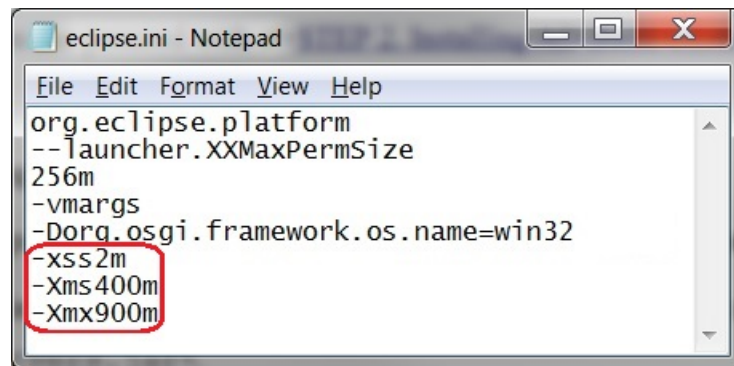 eclipse.ini - Notepad
File Edit Format View Help
org.eclipse.platform
--launcher.XXMaxPermSize
256m
-vmargs
-Dorg.osgi.framework.os.name=win32
-xss2m
-Xms400m
-Xmx900m